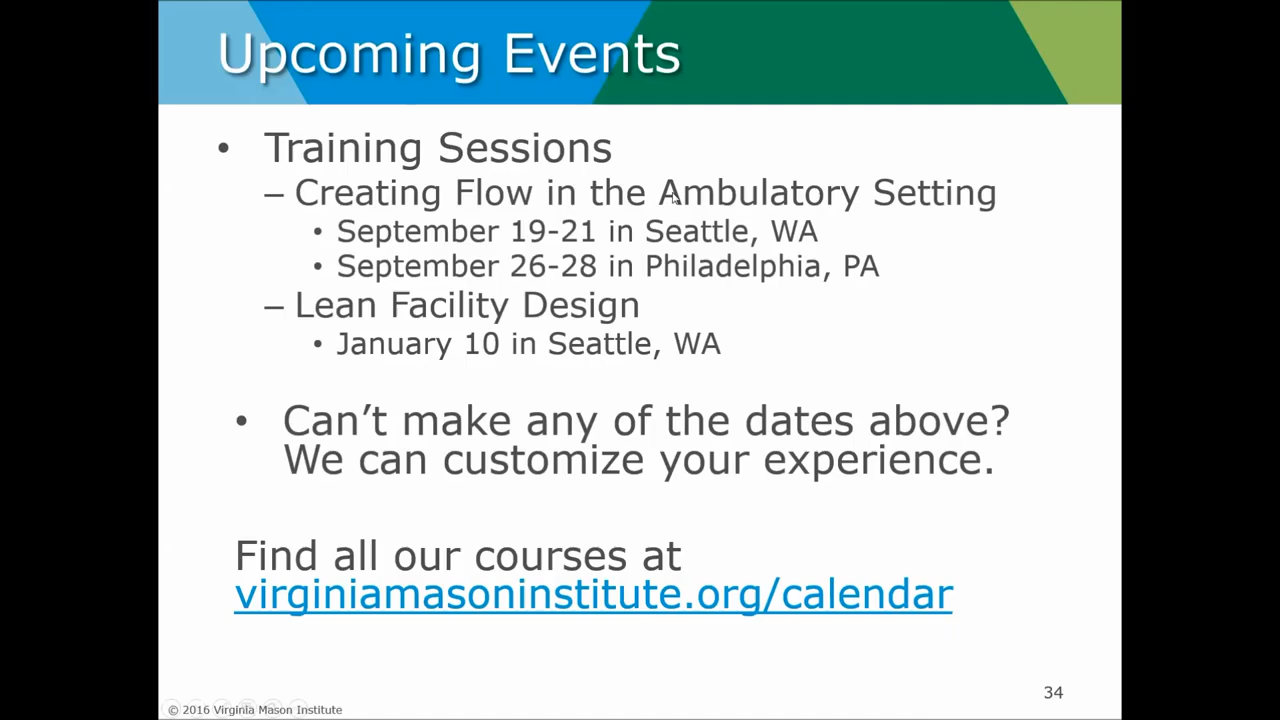 Upcoming Events
• Training Sessions
– Creating Flow in the Ambulatory Setting
• September 19-21 in Seattle, WA
• September 26-28 in Philadelphia, PA
– Lean Facility Design
• January 10 in Seattle, WA
• Can’t make any of the dates above?
We can customize your experience.
Find all our courses at
virginiamasoninstitute.org/calendar
34
© 2016 Virginia Mason Institute